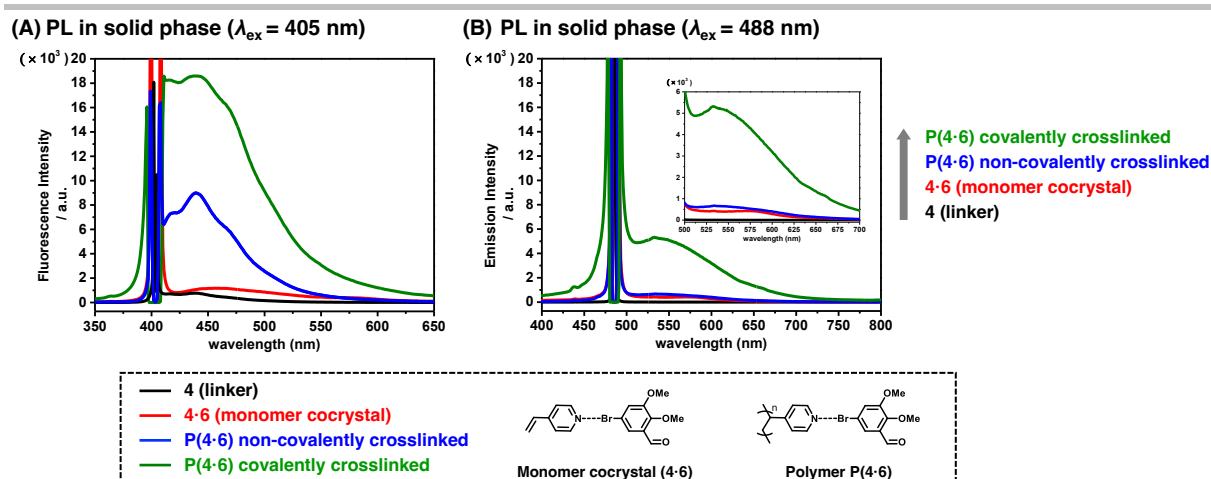 (A) PL in solid phase (λex = 405 nm)
(× 10³)
20
18
16
14
12
10
8
6
4
2
0
Fluorescence Intensity
/ a.u.
350 400 450 500 550 600 650
wavelength (nm)
(B) PL in solid phase (λex = 488 nm)
(× 10³)
20
18
16
14
12
10
8
6
4
2
0
Emission Intensity
/ a.u.
400 450 500 550 600 650 700 750 800
wavelength (nm)
(× 10³)
6
5
4
3
2
1
0
500 525 550 575 600 625 650 675 700
wavelength (nm)
P(4·6) covalently crosslinked
P(4·6) non-covalently crosslinked
4·6 (monomer cocrystal)
4 (linker)
4 (linker)
4·6 (monomer cocrystal)
P(4·6) non-covalently crosslinked
P(4·6) covalently crosslinked
OMe
N Br OMe
O
Monomer cocrystal (4·6)
n OMe
N Br OMe
O
Polymer P(4·6)